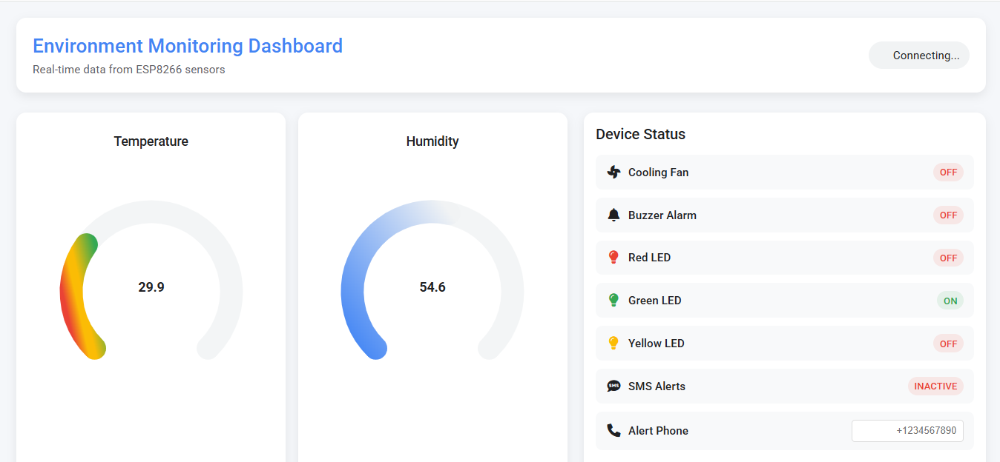 Environment Monitoring Dashboard
Real-time data from ESP8266 sensors
Connecting...
Temperature
29.9
Humidity
54.6
Device Status
Cooling Fan OFF
Buzzer Alarm OFF
Red LED OFF
Green LED ON
Yellow LED OFF
SMS SMS Alerts INACTIVE
Alert Phone +1234567890